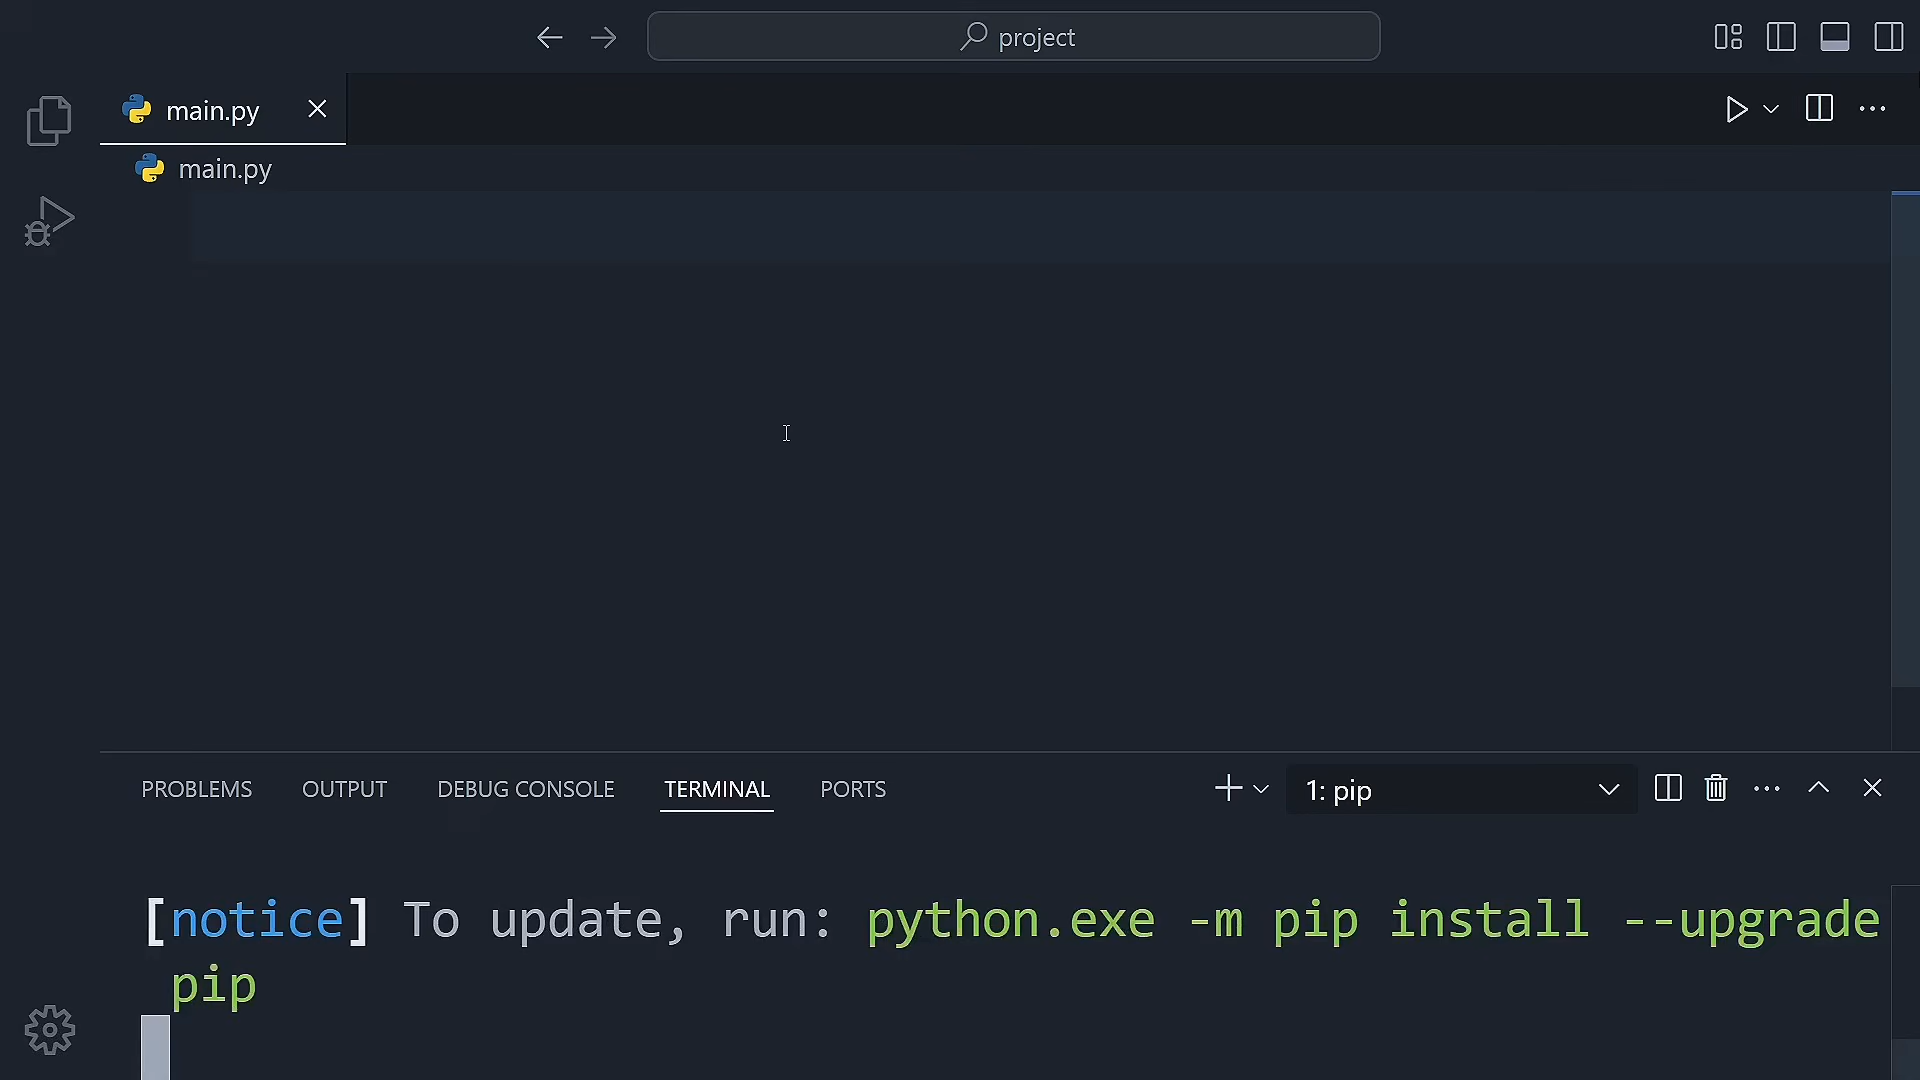 project
main.py
main.py
PROBLEMS OUTPUT DEBUG CONSOLE TERMINAL PORTS 1: pip
[notice] To update, run: python.exe -m pip install --upgrade
pip